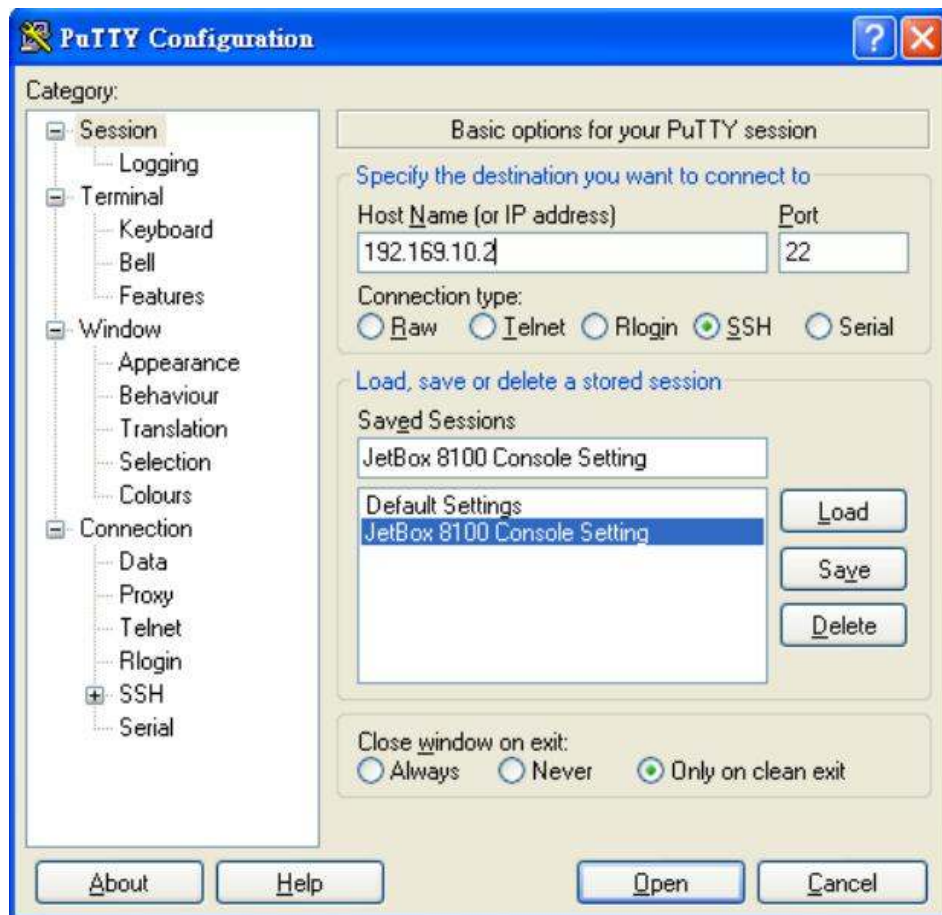 PuTTY Configuration
Category:
Session
Logging
Terminal
Keyboard
Bell
Features
Window
Appearance
Behaviour
Translation
Selection
Colours
Connection
Data
Proxy
Telnet
Rlogin
SSH
Serial
Basic options for your PuTTY session
Specify the destination you want to connect to
Host Name (or IP address) Port
192.169.10.2 22
Connection type:
Raw Telnet Rlogin SSH Serial
Load, save or delete a stored session
Saved Sessions
JetBox 8100 Console Setting
Default Settings
JetBox 8100 Console Setting
Load
Save
Delete
Close window on exit:
Always Never Only on clean exit
About Help Open Cancel